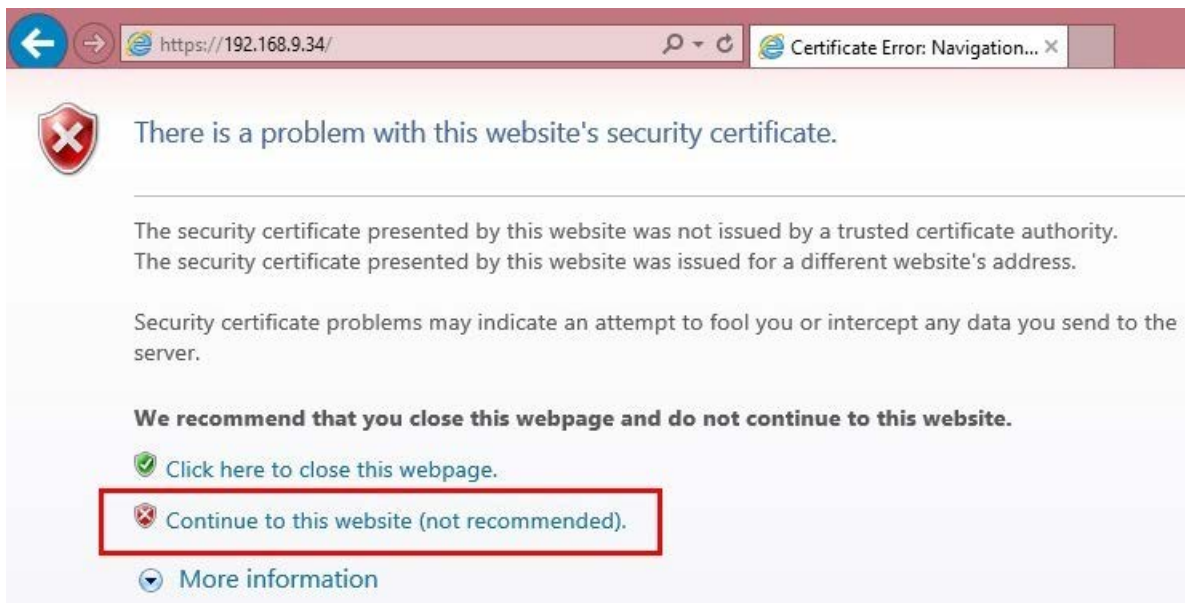 https://192.168.9.34/
Certificate Error: Navigation...
There is a problem with this website's security certificate.
The security certificate presented by this website was not issued by a trusted certificate authority.
The security certificate presented by this website was issued for a different website's address.
Security certificate problems may indicate an attempt to fool you or intercept any data you send to the
server.
We recommend that you close this webpage and do not continue to this website.
Click here to close this webpage.
Continue to this website (not recommended).
More information